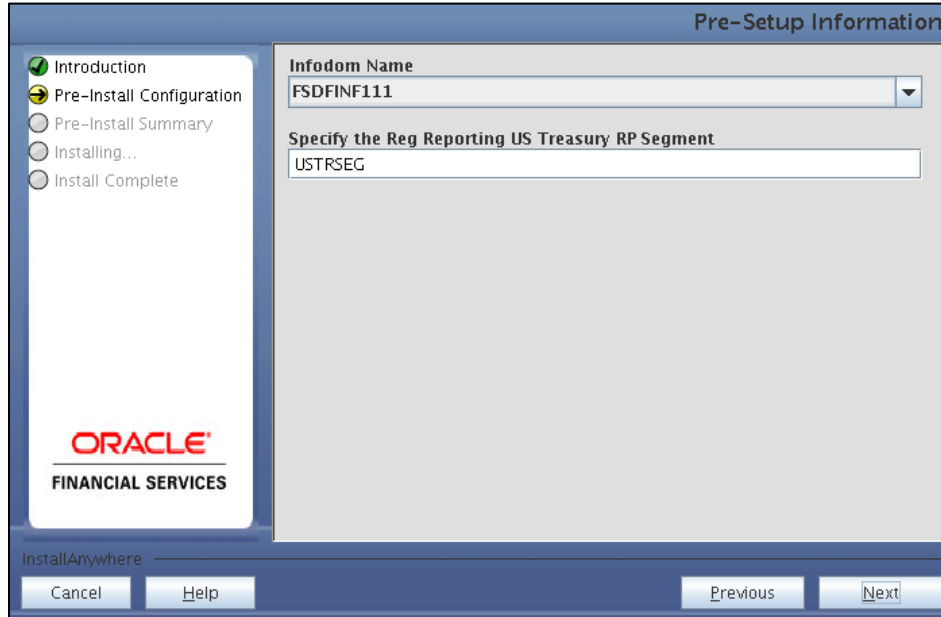 Pre-Setup Information
Introduction
Pre-Install Configuration
Pre-Install Summary
Installing...
Install Complete
Infodom Name
FSDFINF111
Specify the Reg Reporting US Treasury RP Segment
USTRSEG
ORACLE'
FINANCIAL SERVICES
InstallAnywhere
Cancel
Help
Previous
Next